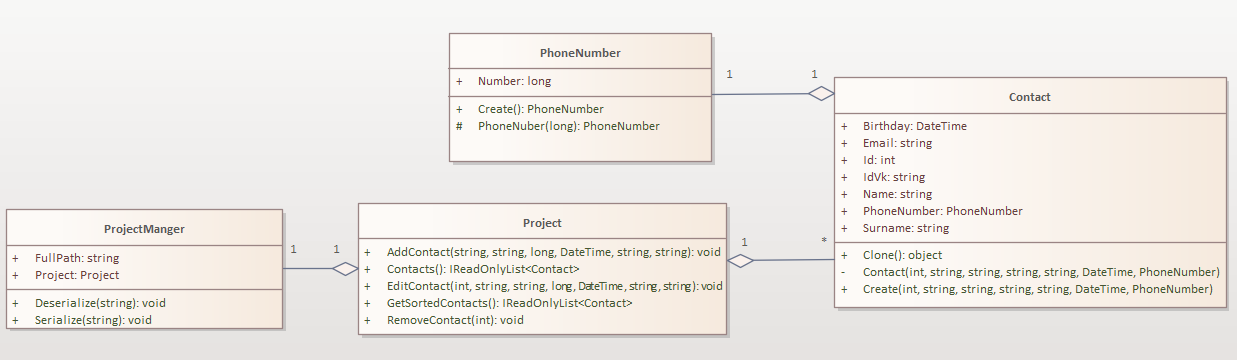 PhoneNumber
+ Number: long
+ Create(): PhoneNumber
# PhoneNuber(long): PhoneNumber
1
1
Contact
+ Birthday: DateTime
+ Email: string
+ Id: int
+ IdVk: string
+ Name: string
+ PhoneNumber: PhoneNumber
+ Surname: string
+ Clone(): object
- Contact(int, string, string, string, string, DateTime, PhoneNumber)
+ Create(int, string, string, string, string, DateTime, PhoneNumber)
ProjectManger
+ FullPath: string
+ Project: Project
+ Deserialize(string): void
+ Serialize(string): void
1
1
Project
+ AddContact(string, string, long, DateTime, string, string): void
+ Contacts(): IReadOnlyList<Contact>
+ EditContact(int, string, string, long, DateTime, string, string): void
+ GetSortedContacts(): IReadOnlyList<Contact>
+ RemoveContact(int): void
1
*